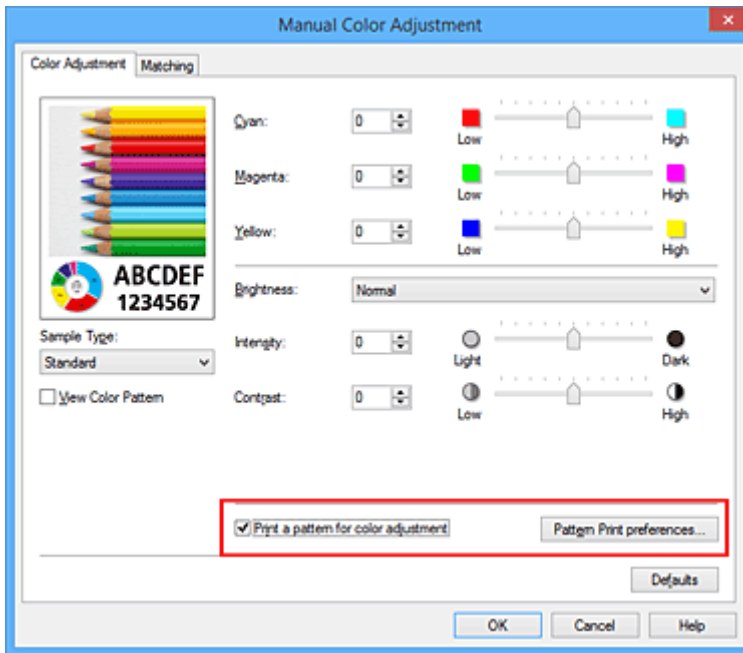 Manual Color Adjustment
Color Adjustment Matching
Cyan: 0 Low High
Magenta: 0 Low High
Yellow: 0 Low High
ABCDEF
1234567
Brightness: Normal
Sample Type:
Standard
View Color Pattern
Intensity: 0 Light Dark
Contrast: 0 Low High
Print a pattern for color adjustment Pattern Print preferences...
Defaults
OK Cancel Help